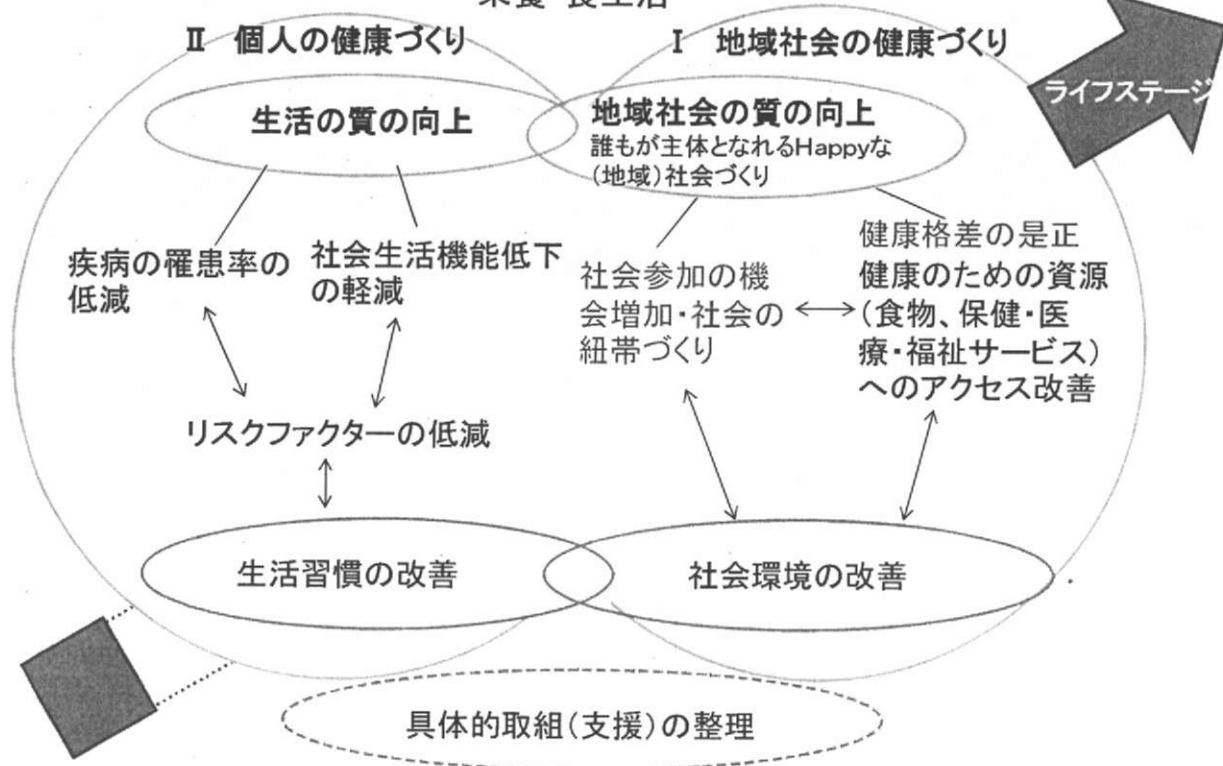 栄養・食生活
Ⅱ 個人の健康づくり
Ⅰ 地域社会の健康づくり
ライフステージ
生活の質の向上
地域社会の質の向上
誰もが主体となれるHappyな
(地域)社会づくり
疾病の罹患率の
低減
社会生活機能低下
の軽減
社会参加の機
会増加・社会の
紐帯づくり
健康格差の是正
健康のための資源
(食物、保健・医
療・福祉サービス)
へのアクセス改善
リスクファクターの低減
生活習慣の改善
社会環境の改善
具体的取組(支援)の整理